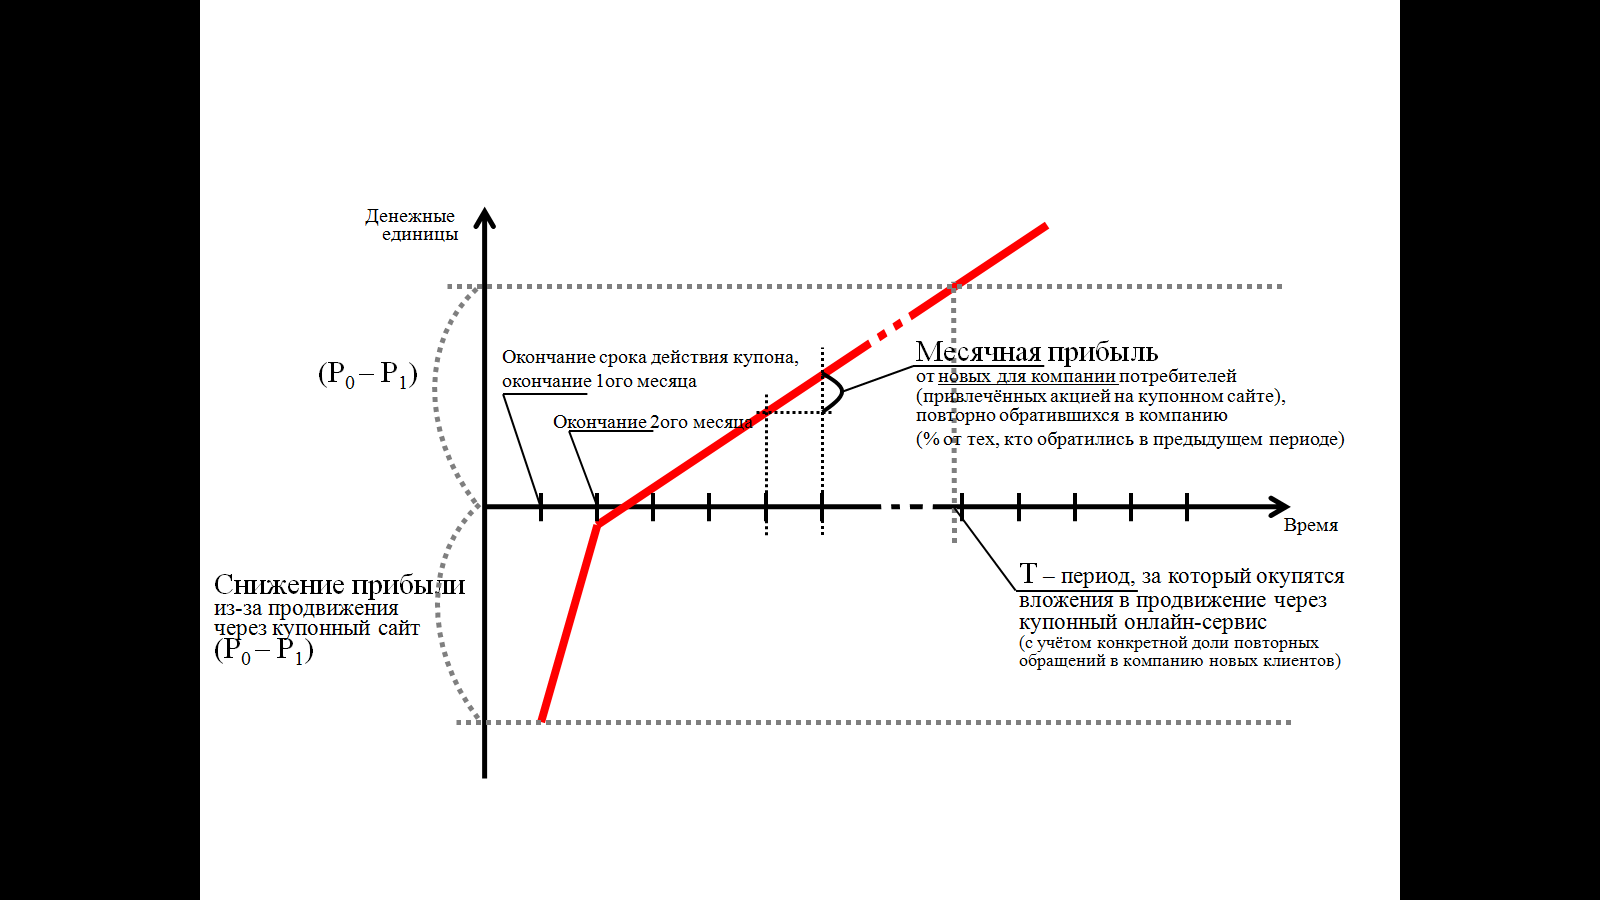 Денежные
единицы
(P0 – P1)
Окончание срока действия купона,
окончание 1ого месяца
Окончание 2ого месяца
Месячная прибыль
от новых для компании потребителей
(привлечённых акцией на купонном сайте),
повторно обратившихся в компанию
(% от тех, кто обратились в предыдущем периоде)
Время
Снижение прибыли
из-за продвижения
через купонный сайт
(P0 – P1)
T – период, за который окупятся
вложения в продвижение через
купонный онлайн-сервис
(с учётом конкретной доли повторных
обращений в компанию новых клиентов)